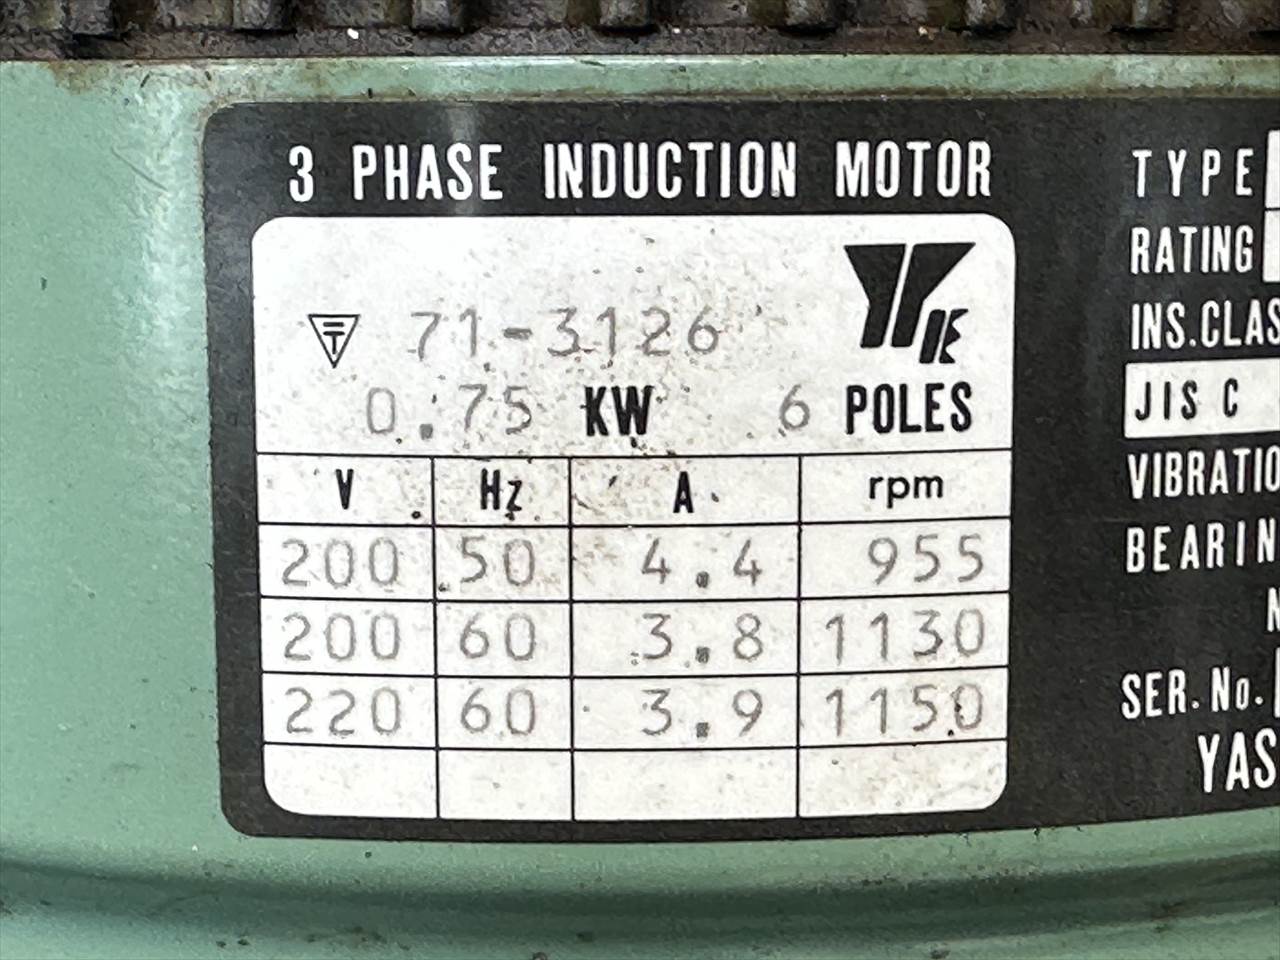 3 PHASE INDUCTION MOTOR
71-3126
0.75 KW 6 POLES
V Hz A rpm
200 50 4.4 955
200 60 3.8 1130
220 60 3.9 1150
TYPE
RATING
INS.CLAS
JIS C
VIBRATIO
BEARIN
SER.No.
YAS